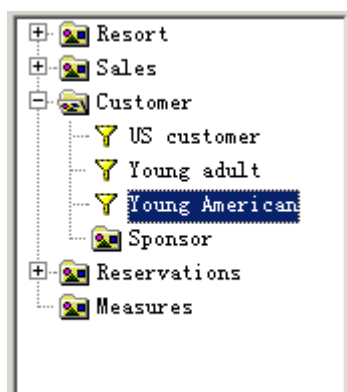 Resort
Sales
Customer
US customer
Young adult
Young American
Sponsor
Reservations
Measures